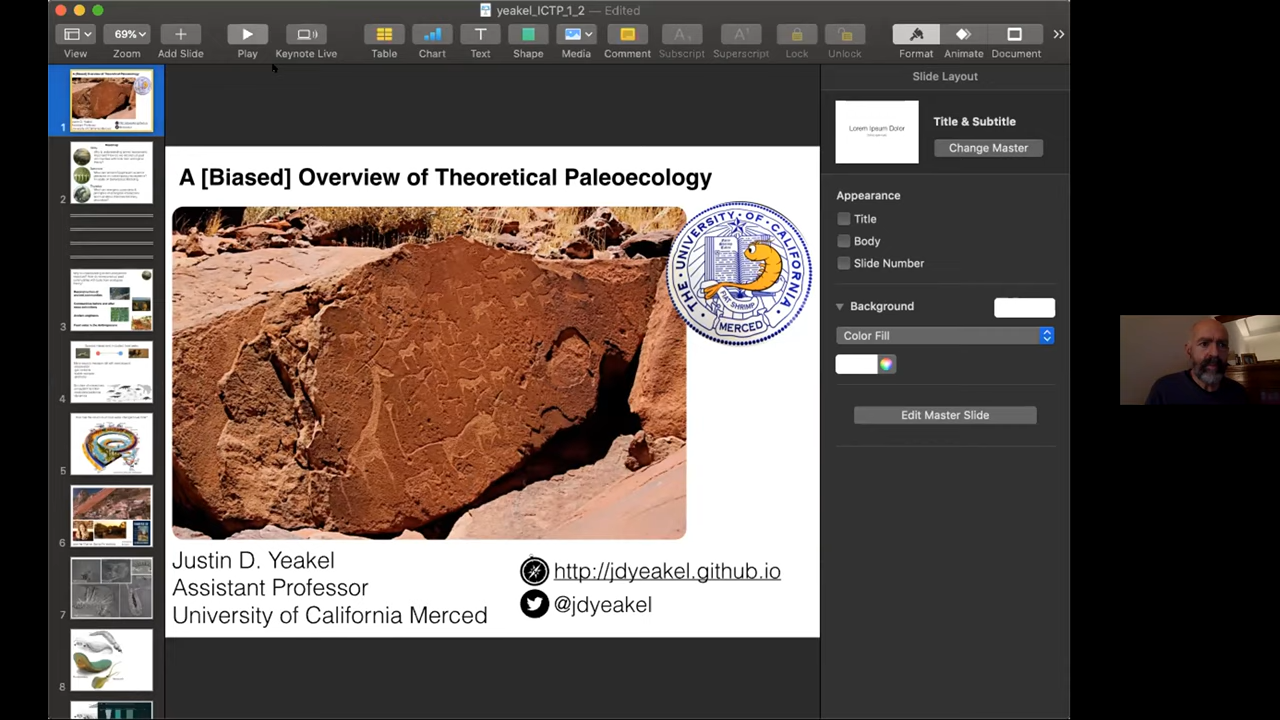 yeakel_ICTP_1_2 — Edited
69%
View
Zoom
Add Slide
Play
Keynote Live
Table
Chart
Text
Shape
Media
Comment
Subscript
Superscript
Lock
Unlock
Format
Animate
Document
Slide Layout
Lorem Ipsum Dolor
Title & Subtitle
Change Master
Appearance
Title
Body
Slide Number
Background
Color Fill
Edit Master Slide
1
2
3
4
5
6
7
8
A [Biased] Overview of Theoretical Paleoecology
THE UNIVERSITY OF CALIFORNIA
FIAT SHRIMP
MERCED
Justin D. Yeakel
Assistant Professor
University of California Merced
http://jdyeakel.github.io
@jdyeakel